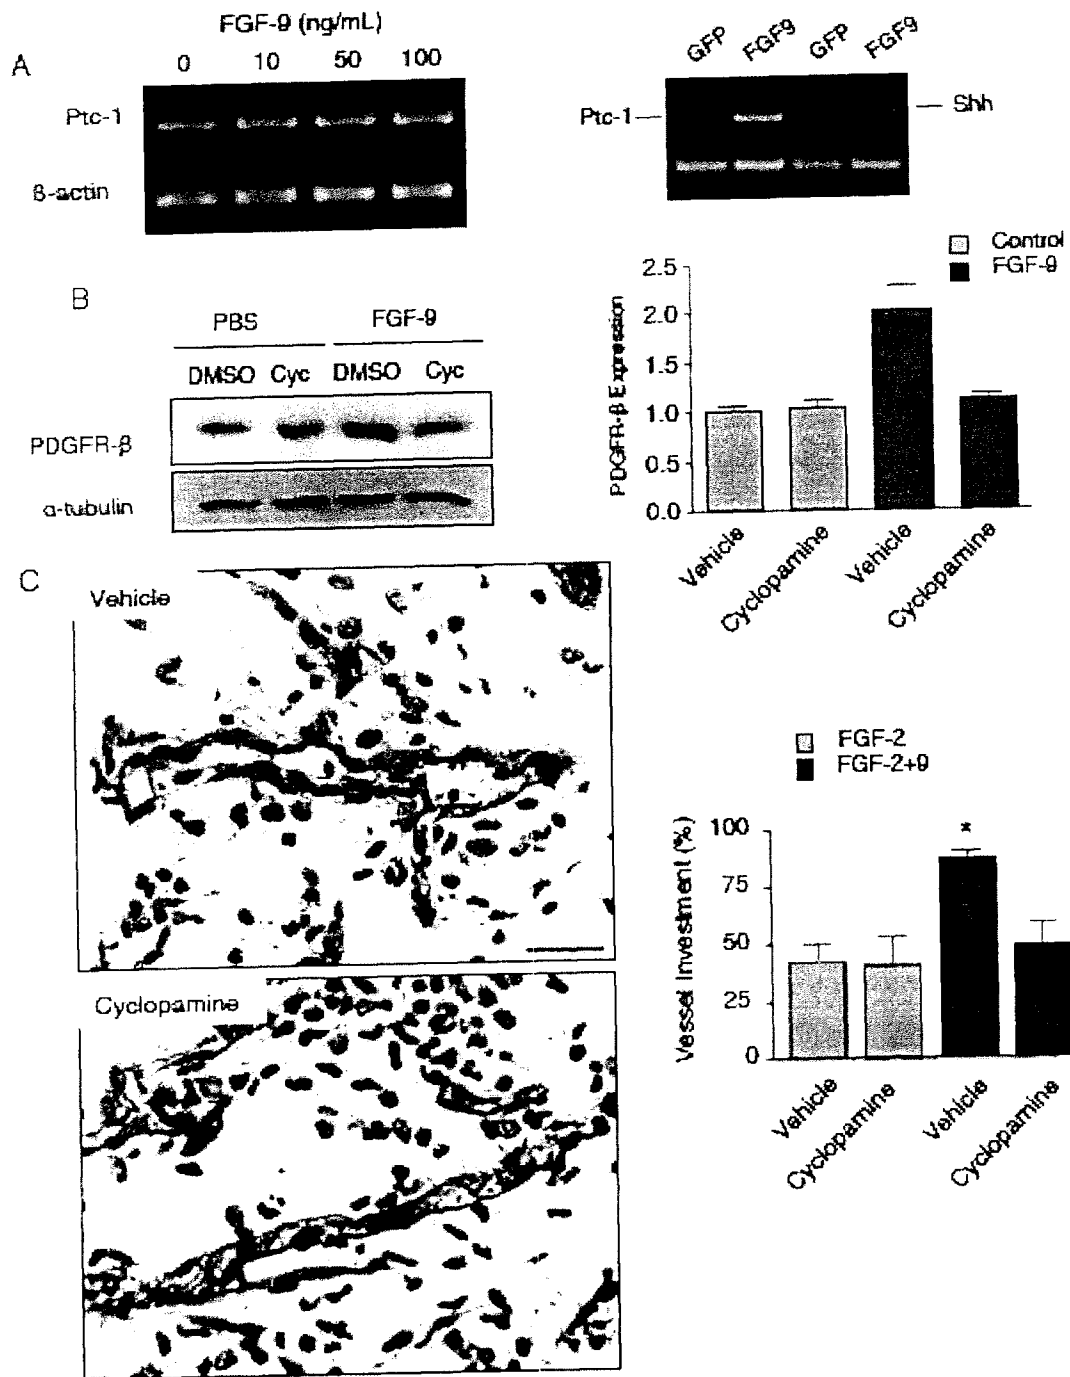 A
FGF-9 (ng/mL)
0 10 50 100
Ptc-1
β-actin
GFP FGF9 GFP FGF9
Ptc-1
Shh
B
PBS FGF-9
DMSO Cyc DMSO Cyc
PDGFR-β
α-tubulin
Control
FGF-9
PDGFR-β Expression
2.5
2.0
1.5
1.0
0.5
0.0
Vehicle
Cyclopamine
Vehicle
Cyclopamine
C
Vehicle
Cyclopamine
FGF-2
FGF-2+9
Vessel Investment (%)
100
75
50
25
0
*
Vehicle
Cyclopamine
Vehicle
Cyclopamine